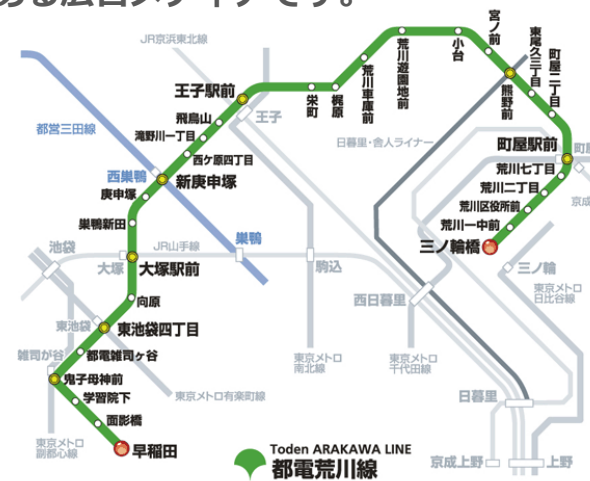 ある広告メディアです。
JR京浜東北線
王子駅前
王子
栄町
梶原
荒川車庫前
荒川遊園地前
小台
宮ノ前
熊野前
東尾久三丁目
町屋二丁目
町屋駅前
町屋
荒川七丁目
荒川二丁目
荒川区役所前
荒川一中前
三ノ輪橋
京成
都営三田線
飛鳥山
滝野川一丁目
西ケ原四丁目
日暮里・舎人ライナー
西巣鴨
新庚申塚
庚申塚
巣鴨新田
JR山手線
巣鴨
池袋
大塚
大塚駅前
駒込
西日暮里
三ノ輪
東京メトロ
日比谷線
向原
東池袋
東池袋四丁目
雑司が谷
都電雑司ヶ谷
鬼子母神前
学習院下
面影橋
早稲田
東京メトロ有楽町線
東京メトロ
南北線
東京メトロ
千代田線
日暮里
東京メトロ
副都心線
Toden ARAKAWA LINE
都電荒川線
京成上野
上野